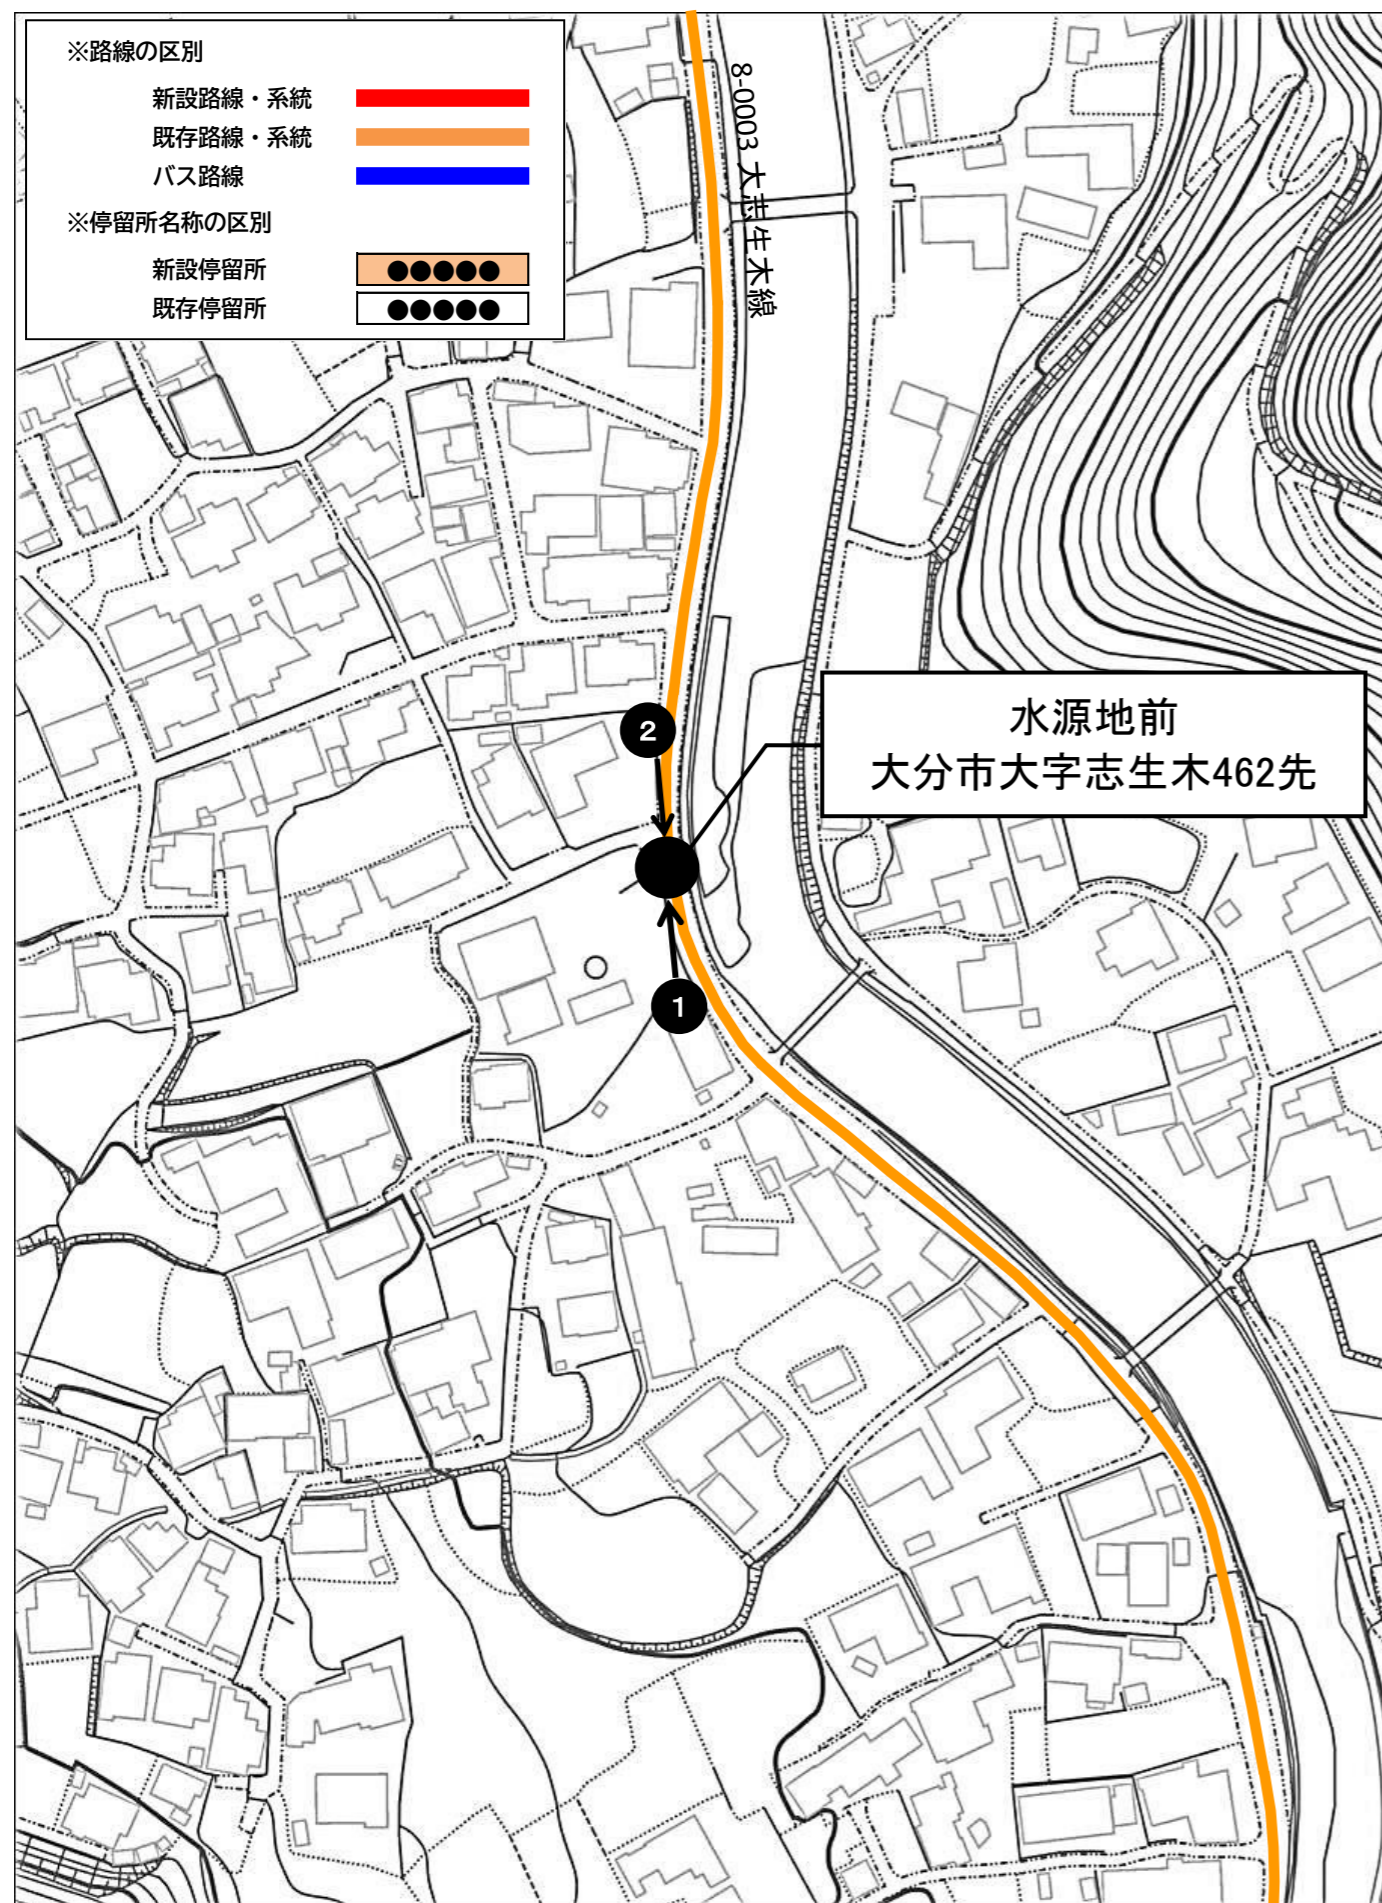 ※路線の区別
新設路線・系統
既存路線・系統
バス路線
※停留所名称の区別
新設停留所 ●●●●●
既存停留所 ●●●●●
8-0003 大志生木線
水源地前
大分市大字志生木462先
2
1